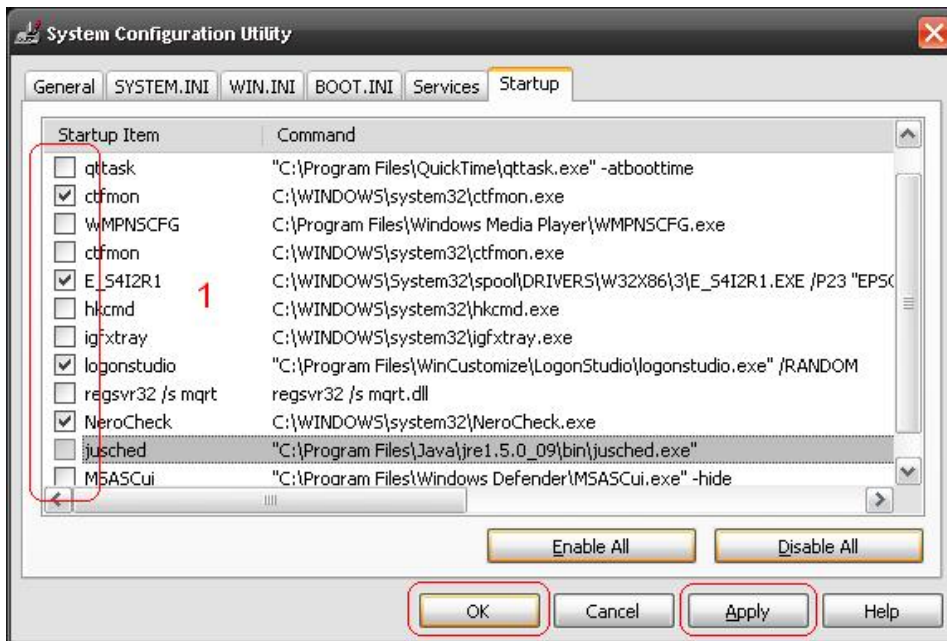 System Configuration Utility
General SYSTEM.INI WIN.INI BOOT.INI Services Startup
Startup Item Command
qttask "C:\Program Files\QuickTime\qttask.exe" -atboottime
ctfmon C:\WINDOWS\system32\ctfmon.exe
WMPNSCFG C:\Program Files\Windows Media Player\WMPNSCFG.exe
ctfmon C:\WINDOWS\system32\ctfmon.exe
E_S4I2R1 C:\WINDOWS\System32\spool\DRIVERS\W32X86\3\E_S4I2R1.EXE /P23 "EPSO
1
hkcmd C:\WINDOWS\system32\hkcmd.exe
igfxtray C:\WINDOWS\system32\igfxtray.exe
logonstudio "C:\Program Files\WinCustomize\LogonStudio\logonstudio.exe" /RANDOM
regsvr32 /s mqrt regsvr32 /s mqrt.dll
NeroCheck C:\WINDOWS\system32\NeroCheck.exe
jusched "C:\Program Files\Java\jre1.5.0_09\bin\jusched.exe"
MSASCui "C:\Program Files\Windows Defender\MSASCui.exe" -hide
Enable All Disable All
OK Cancel Apply Help